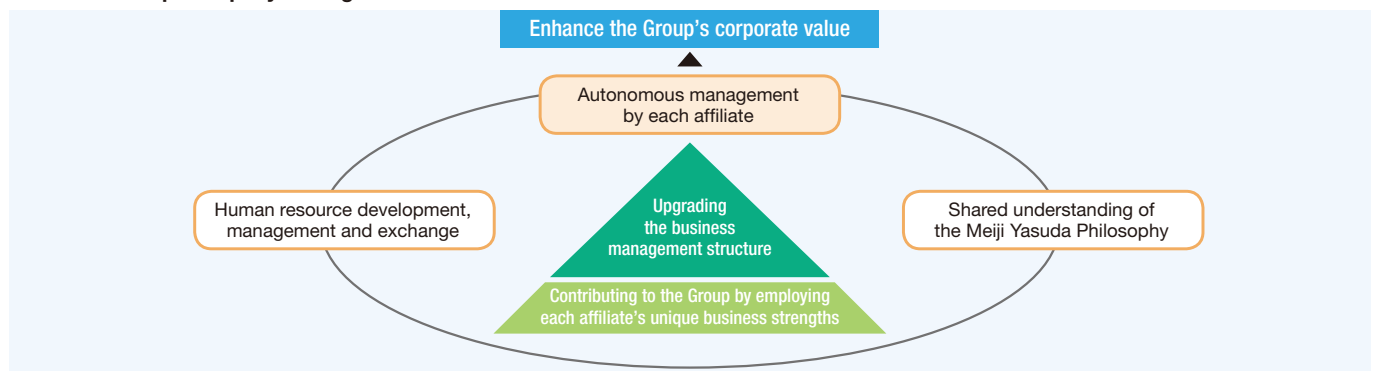 Enhance the Group's corporate value
Autonomous management
by each affiliate
Human resource development,
management and exchange
Shared understanding of
the Meiji Yasuda Philosophy
Upgrading
the business
management structure
Contributing to the Group by employing
each affiliate's unique business strengths